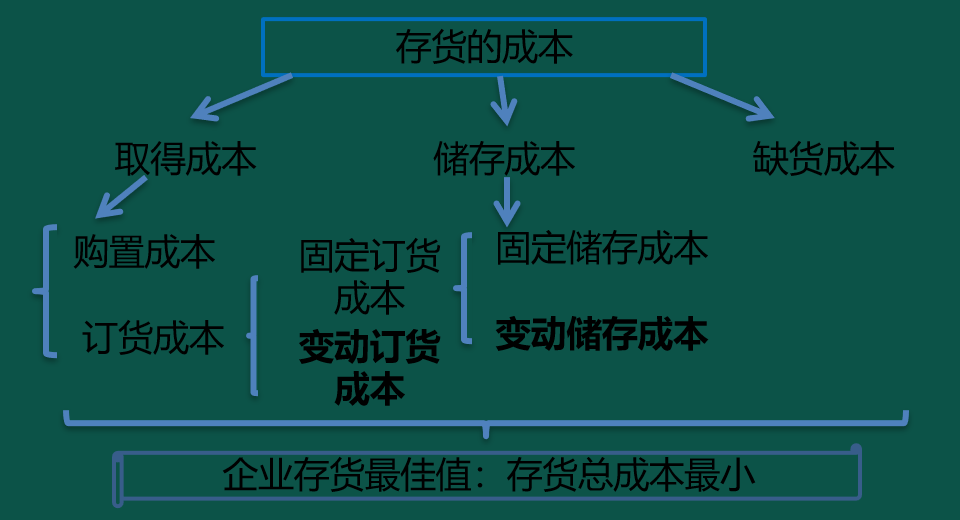 存货的成本
取得成本
储存成本
缺货成本
购置成本
订货成本
固定订货
成本
变动订货
成本
固定储存成本
变动储存成本
企业存货最佳值：存货总成本最小